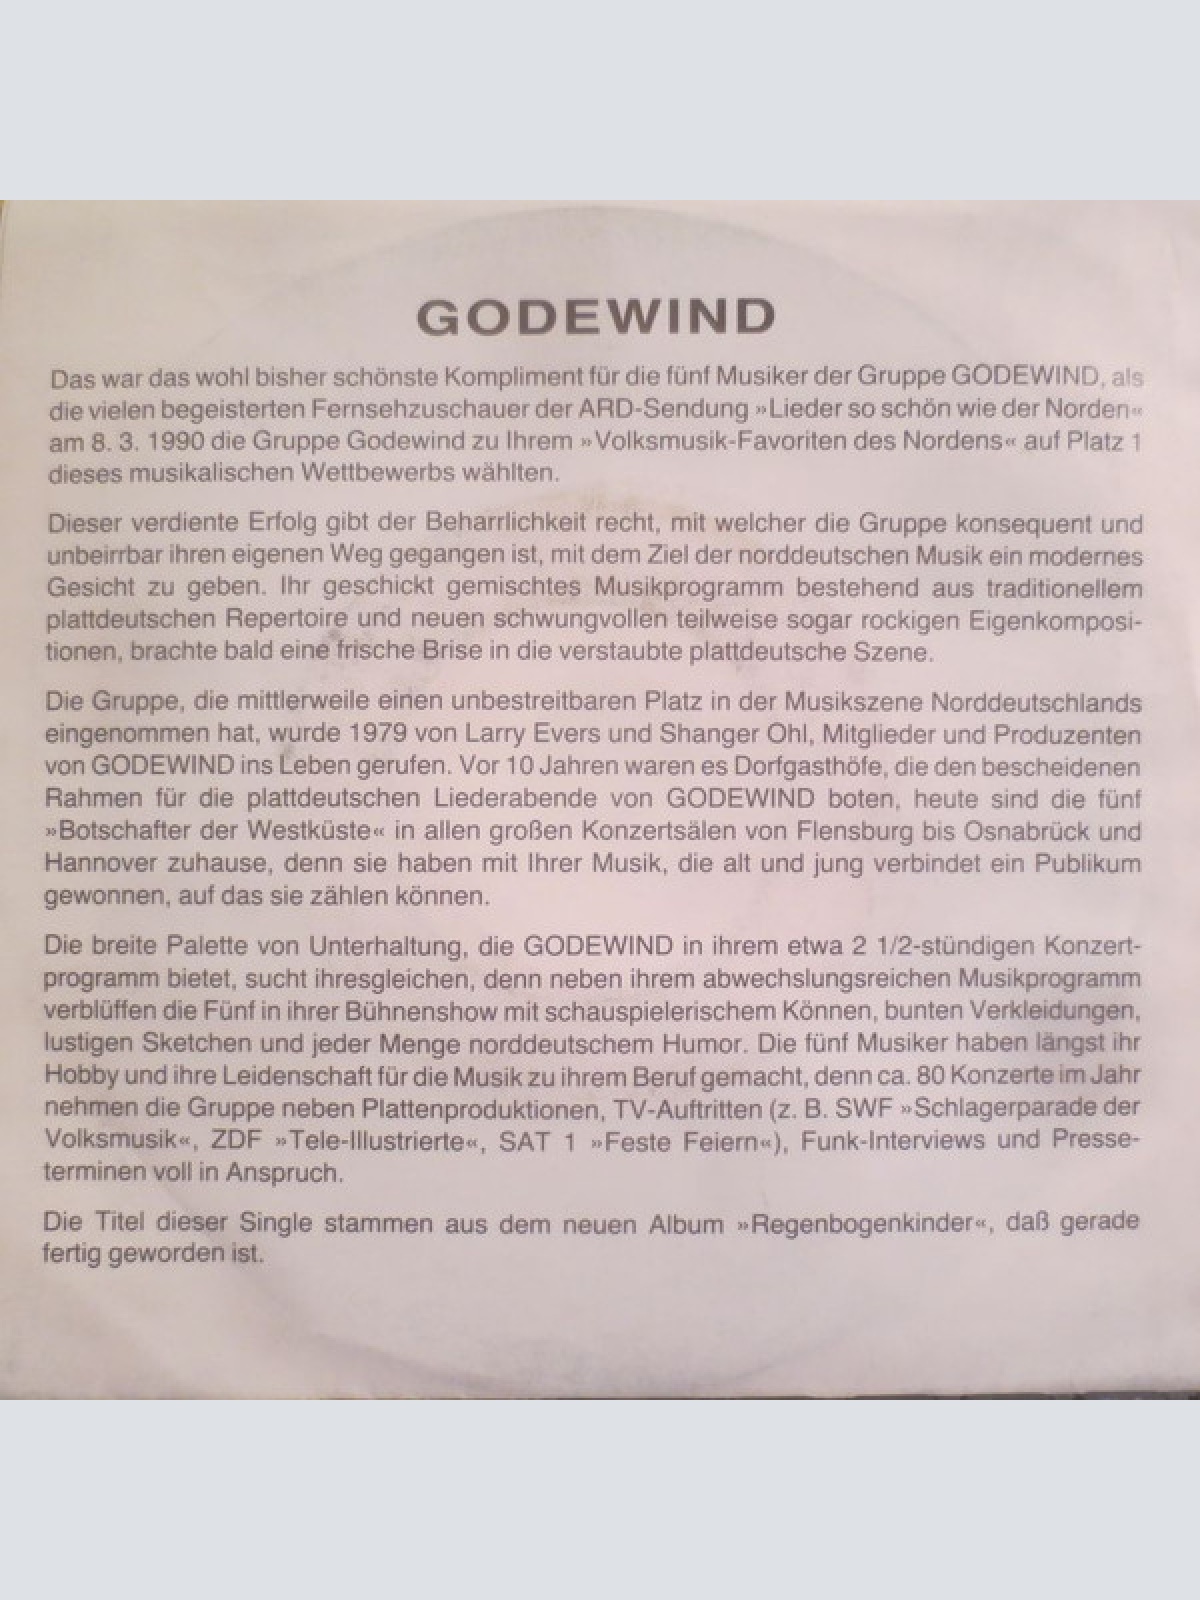 GODEWIND
Das war das wohl bisher schönste Kompliment für die fünf Musiker der Gruppe GODEWIND, als
die vielen begeisterten Fernsehzuschauer der ARD-Sendung »Lieder so schön wie der Norden«
am 8. 3. 1990 die Gruppe Godewind zu Ihrem »Volksmusik-Favoriten des Nordens« auf Platz 1
dieses musikalischen Wettbewerbs wählten.
Dieser verdiente Erfolg gibt der Beharrlichkeit recht, mit welcher die Gruppe konsequent und
unbeirrbar ihren eigenen Weg gegangen ist, mit dem Ziel der norddeutschen Musik ein modernes
Gesicht zu geben. Ihr geschickt gemischtes Musikprogramm bestehend aus traditionellem
plattdeutschen Repertoire und neuen schwungvollen teilweise sogar rockigen Eigenkomposi-
tionen, brachte bald eine frische Brise in die verstaubte plattdeutsche Szene.
Die Gruppe, die mittlerweile einen unbestreitbaren Platz in der Musikszene Norddeutschlands
eingenommen hat, wurde 1979 von Larry Evers und Shanger Ohl, Mitglieder und Produzenten
von GODEWIND ins Leben gerufen. Vor 10 Jahren waren es Dorfgasthöfe, die den bescheidenen
Rahmen für die plattdeutschen Liederabende von GODEWIND boten, heute sind die fünf
»Botschafter der Westküste« in allen großen Konzertsälen von Flensburg bis Osnabrück und
Hannover zuhause, denn sie haben mit Ihrer Musik, die alt und jung verbindet ein Publikum
gewonnen, auf das sie zählen können.
Die breite Palette von Unterhaltung, die GODEWIND in ihrem etwa 2 1/2-stündigen Konzert-
programm bietet, sucht ihresgleichen, denn neben ihrem abwechslungsreichen Musikprogramm
verblüffen die Fünf in ihrer Bühnenshow mit schauspielerischem Können, bunten Verkleidungen,
lustigen Sketchen und jeder Menge norddeutschem Humor. Die fünf Musiker haben längst ihr
Hobby und ihre Leidenschaft für die Musik zu ihrem Beruf gemacht, denn ca. 80 Konzerte im Jahr
nehmen die Gruppe neben Plattenproduktionen, TV-Auftritten (z. B. SWF »Schlagerparade der
Volksmusik«, ZDF »Tele-Illustrierte«, SAT 1 »Feste Feiern«), Funk-Interviews und Presse-
terminen voll in Anspruch.
Die Titel dieser Single stammen aus dem neuen Album »Regenbogenkinder«, daß gerade
fertig geworden ist.